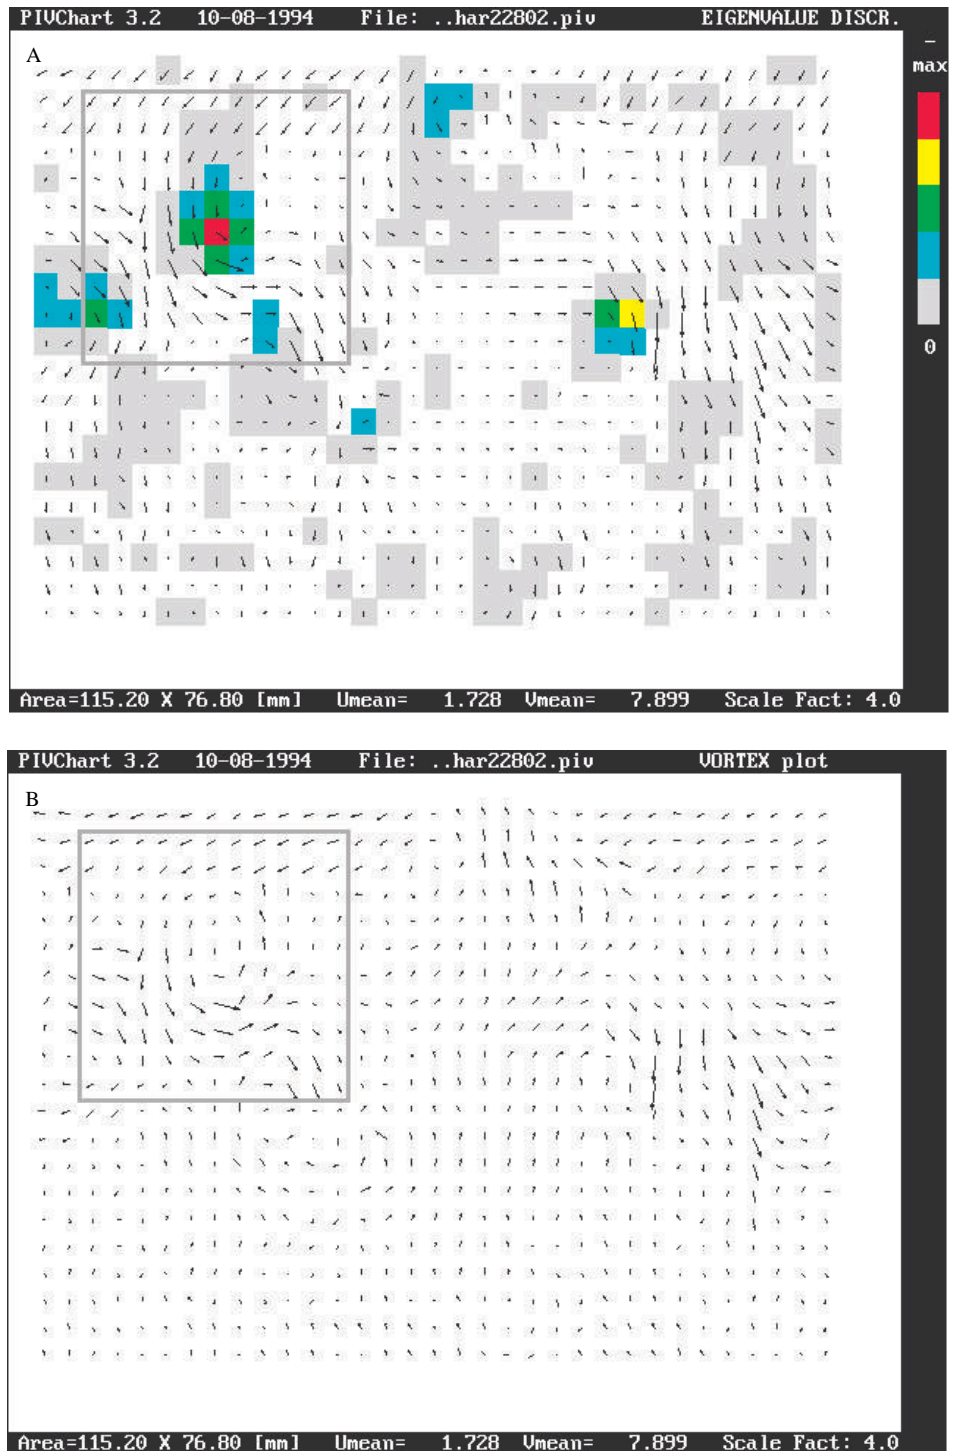 PIVChart 3.2 10-08-1994 File: ..har22802.piv EIGENVALUE DISCR.
A
–
max
0
Area=115.20 X 76.80 [mm] Umean= 1.728 Vmean= 7.899 Scale Fact: 4.0
PIVChart 3.2 10-08-1994 File: ..har22802.piv VORTEX plot
B
Area=115.20 X 76.80 [mm] Umean= 1.728 Vmean= 7.899 Scale Fact: 4.0